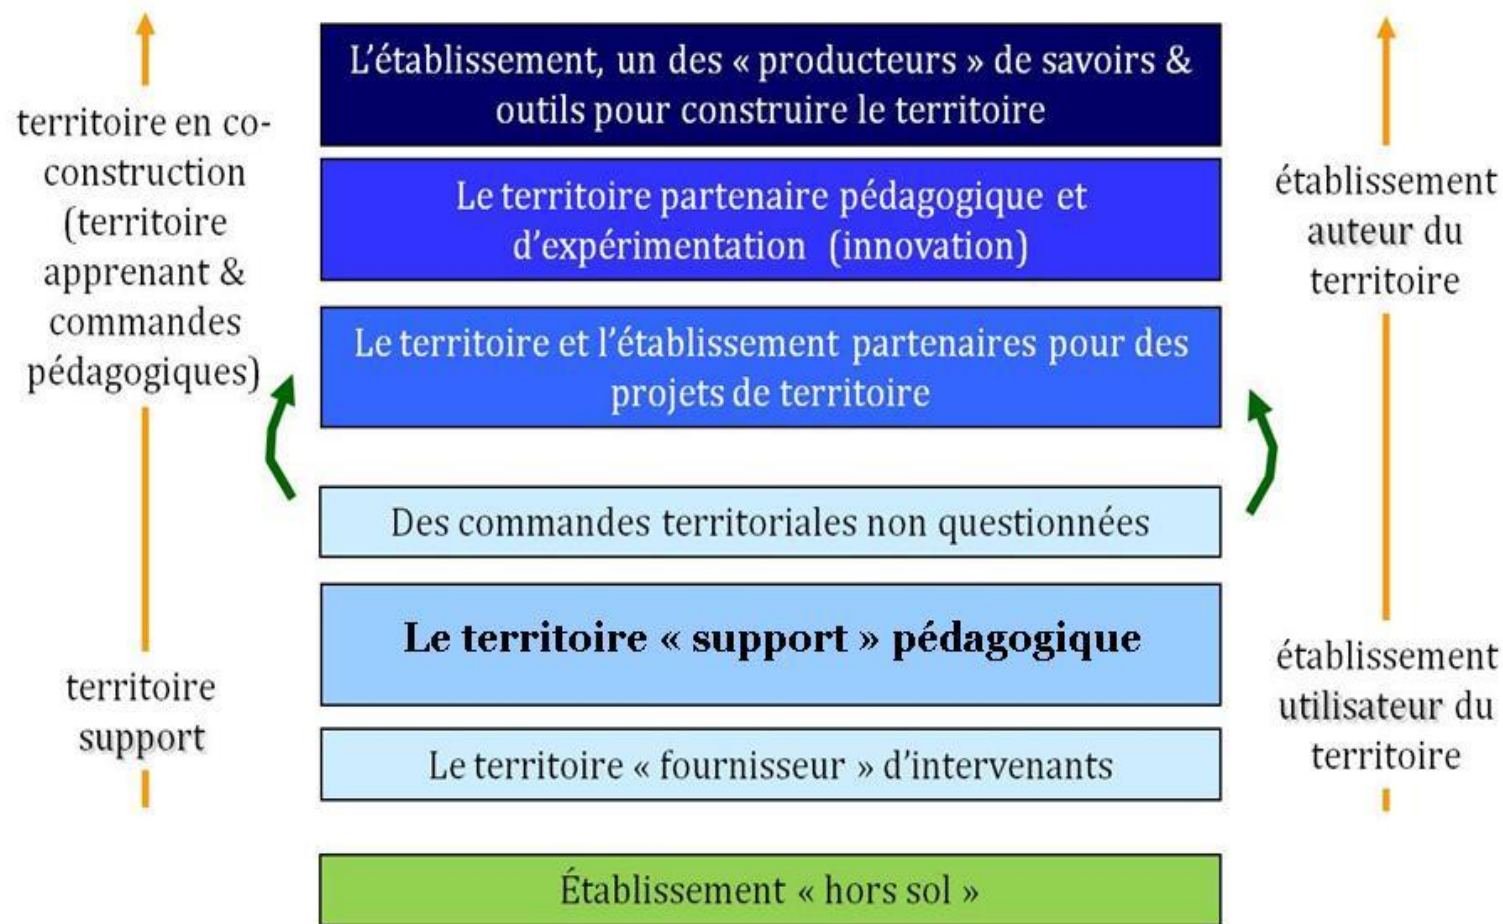 L’établissement, un des « producteurs » de savoirs &
outils pour construire le territoire
territoire en co-
construction
(territoire
apprenant &
commandes
pédagogiques)
Le territoire partenaire pédagogique et
d’expérimentation (innovation)
établissement
auteur du
territoire
Le territoire et l’établissement partenaires pour des
projets de territoire
Des commandes territoriales non questionnées
Le territoire « support » pédagogique
territoire
support
établissement
utilisateur du
territoire
Le territoire « fournisseur » d’intervenants
Établissement « hors sol »